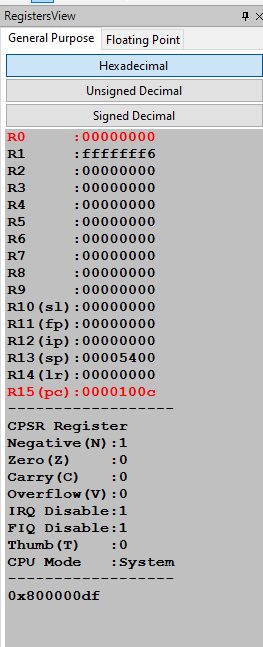 RegistersView
General Purpose Floating Point
Hexadecimal
Unsigned Decimal
Signed Decimal
R0      :00000000
R1      :fffffff6
R2      :00000000
R3      :00000000
R4      :00000000
R5      :00000000
R6      :00000000
R7      :00000000
R8      :00000000
R9      :00000000
R10(sl):00000000
R11(fp):00000000
R12(ip):00000000
R13(sp):00005400
R14(lr):00000000
R15(pc):0000100c
------------------
CPSR Register
Negative(N):1
Zero(Z)    :0
Carry(C)   :0
Overflow(V):0
IRQ Disable:1
FIQ Disable:1
Thumb(T)   :0
CPU Mode   :System
------------------
0x800000df